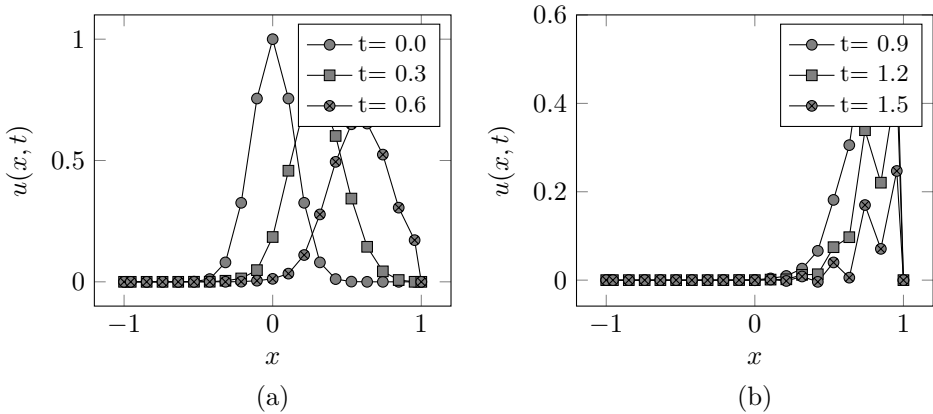 1
0.5
0
−1
0
1
x
u(x, t)
t= 0.0
t= 0.3
t= 0.6
(a)
0.6
0.4
0.2
0
−1
0
1
x
u(x, t)
t= 0.9
t= 1.2
t= 1.5
(b)